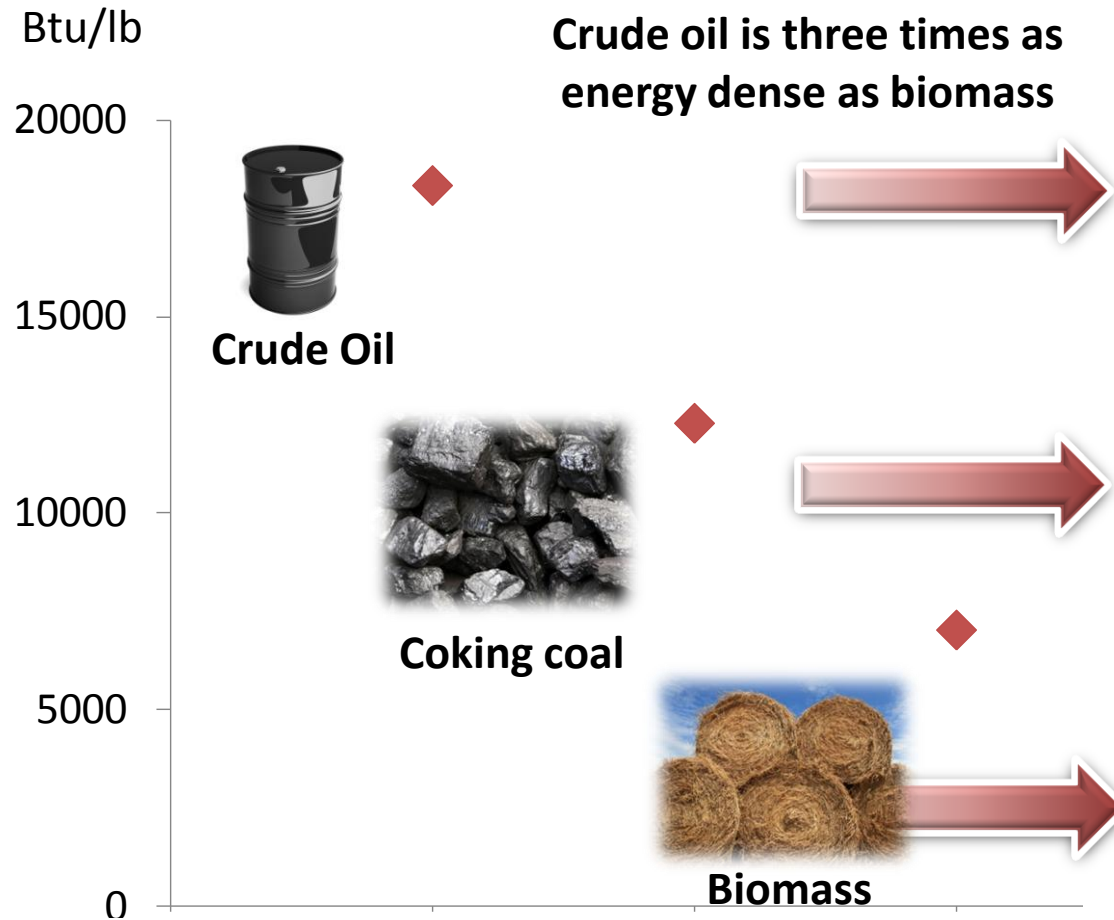 Btu/lb
Crude oil is three times as
energy dense as biomass
20000
15000
Crude Oil
10000
Coking coal
5000
Biomass
0